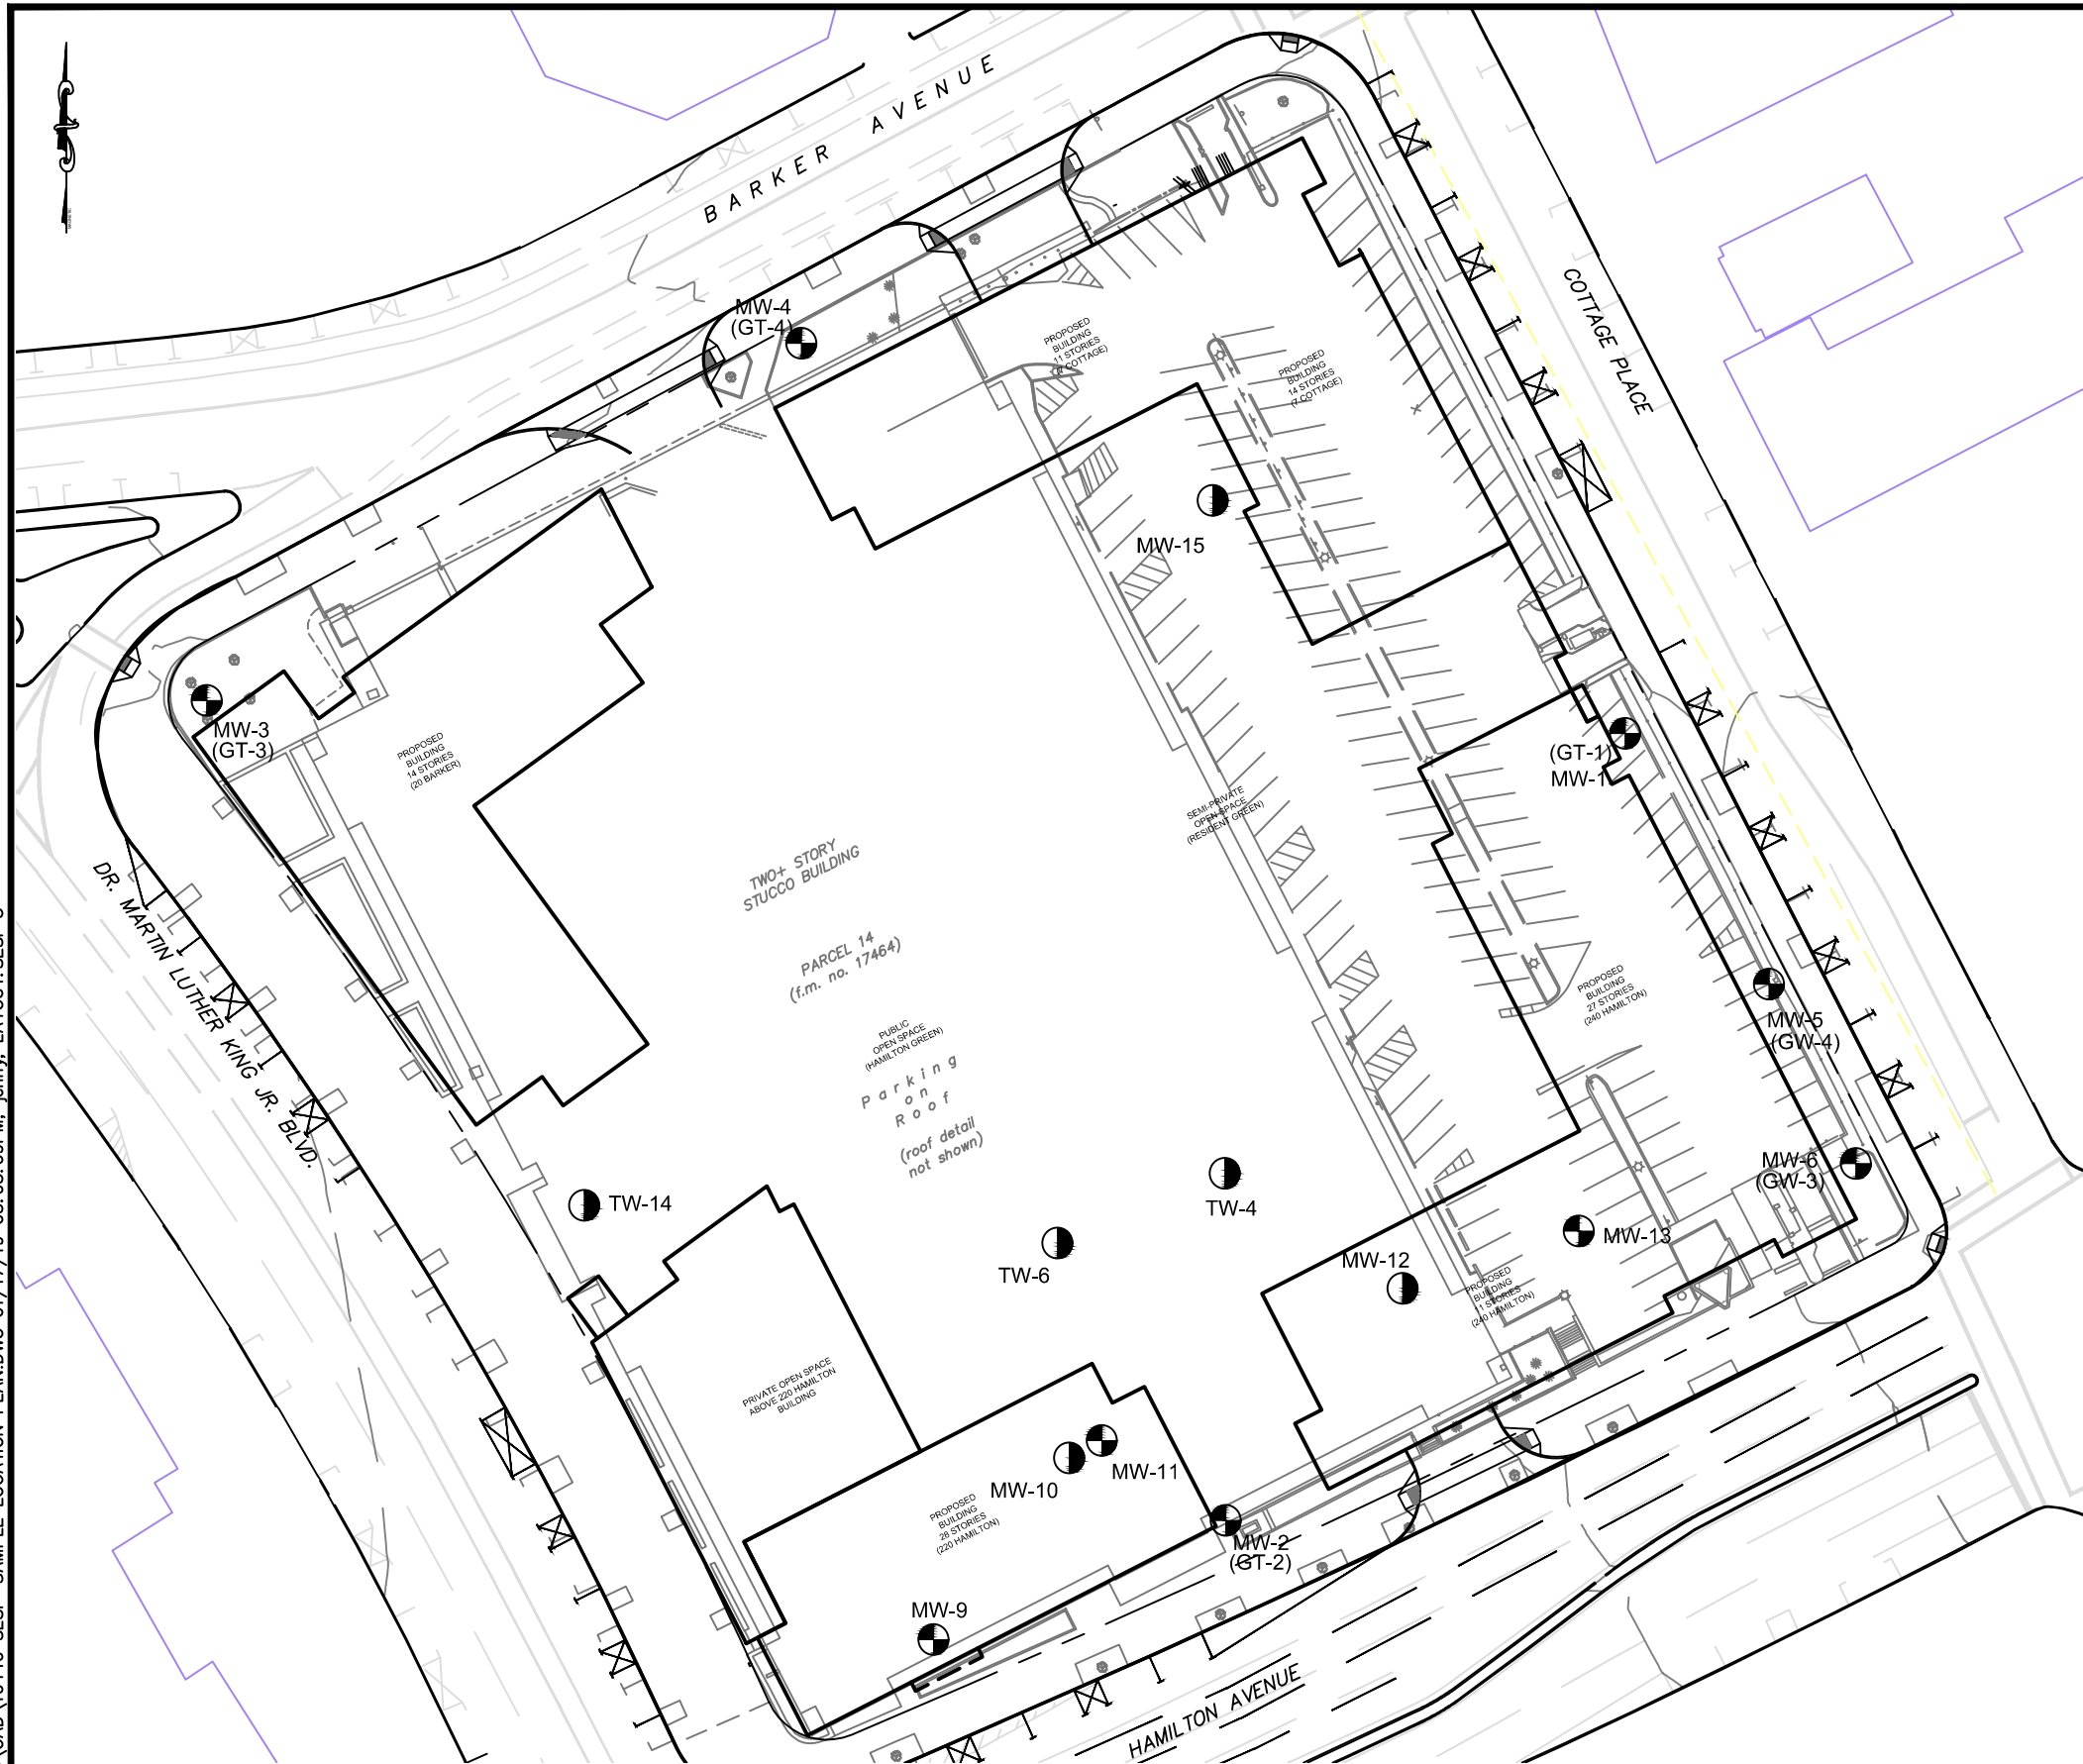 BARKER AVENUE
COTTAGE PLACE
MW-4
(GT-4)
PROPOSED
BUILDING
11 STORIES
PROPOSED
BUILDING
14 STORIES
(7 COTTAGE)
MW-15
MW-3
(GT-3)
PROPOSED
BUILDING
14 STORIES
(20 BARKER)
(GT-1)
MW-1
SEMI-PRIVATE
OPEN SPACE
(RESIDENT GREEN)
TWO+ STORY
STUCCO BUILDING
PARCEL 14
(f.m. no. 17464)
DR. MARTIN LUTHER KING JR. BLVD.
PUBLIC
OPEN SPACE
(HAMILTON GREEN)
Parking
on
Roof
(roof detail
not shown)
PROPOSED
BUILDING
27 STORIES
(240 HAMILTON)
MW-5
(GW-4)
MW-6
(GW-3)
TW-14
TW-4
TW-6
MW-13
MW-12
PROPOSED
BUILDING
11 STORIES
(240 HAMILTON)
PRIVATE OPEN SPACE
ABOVE 220 HAMILTON
BUILDING
MW-11
MW-10
PROPOSED
BUILDING
28 STORIES
(220 HAMILTON)
MW-2
(GT-2)
MW-9
HAMILTON AVENUE